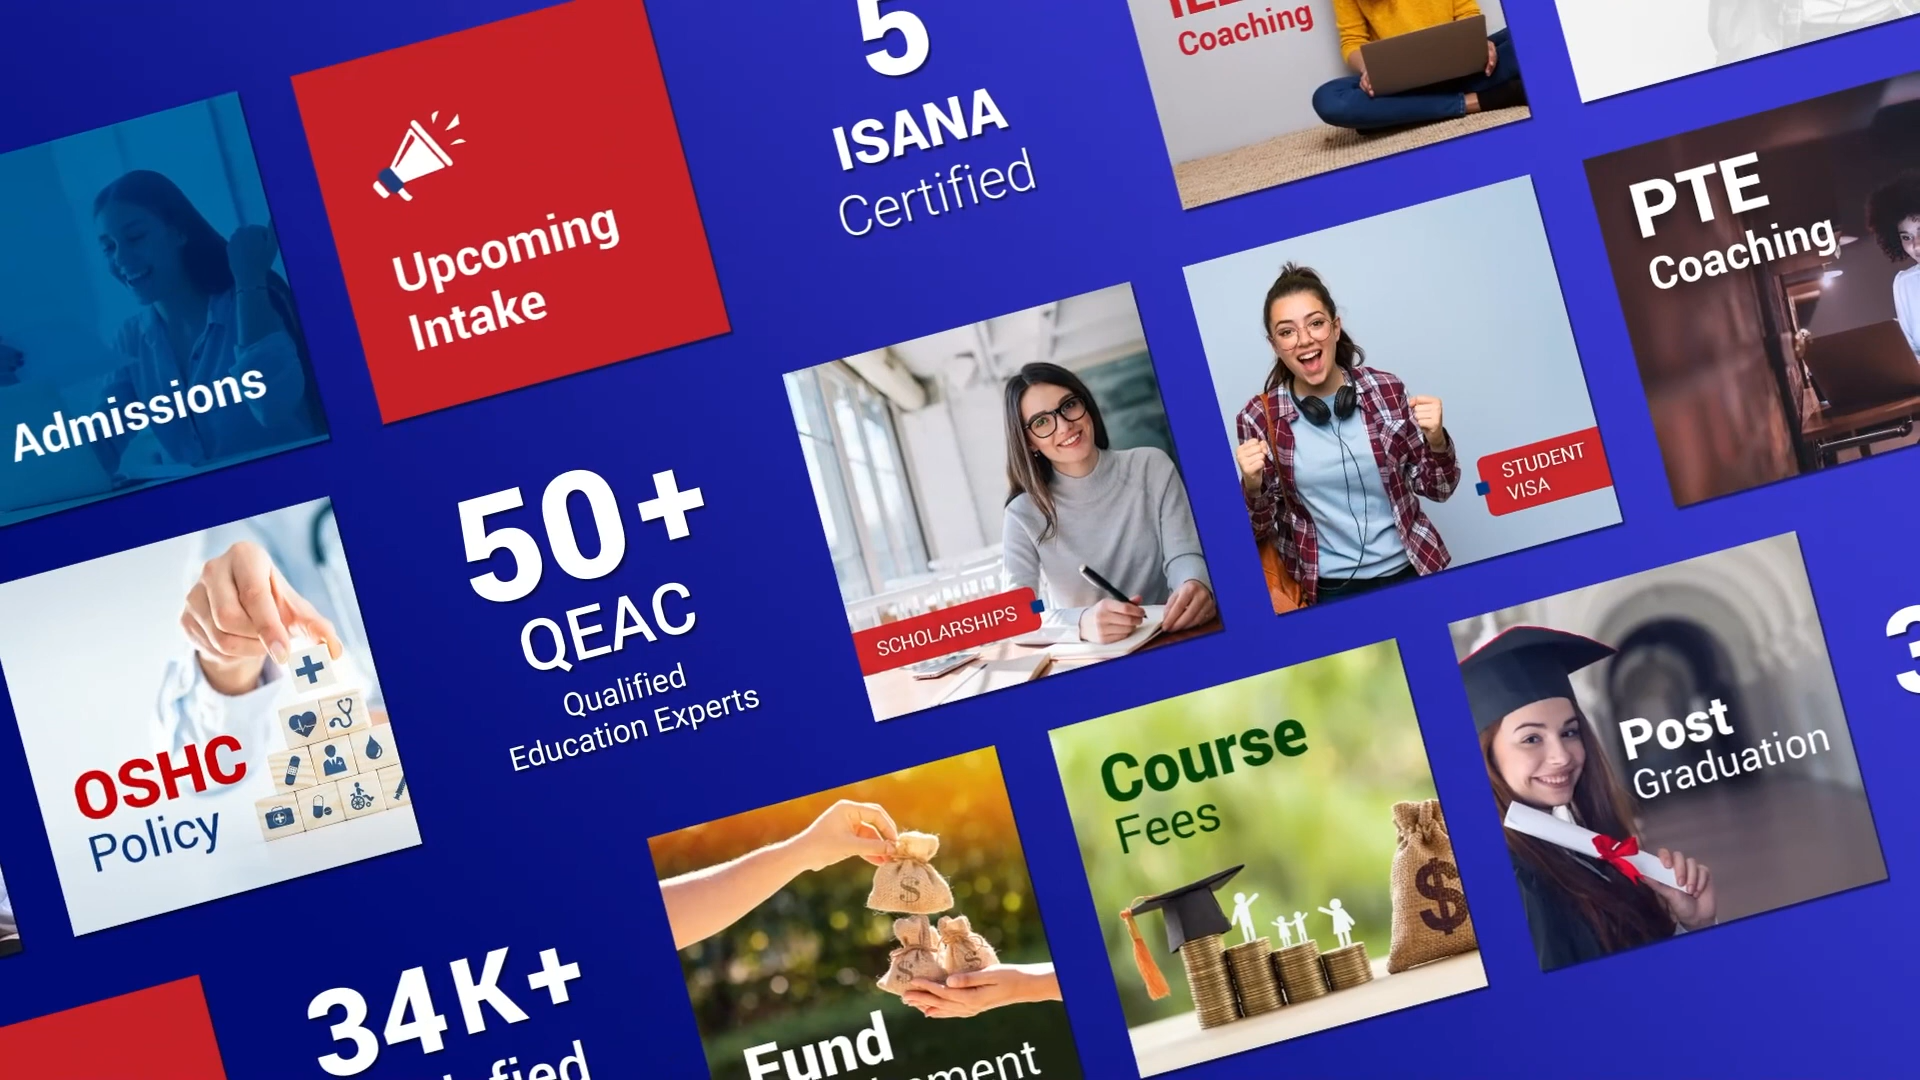 Admissions
Upcoming
Intake
5
ISANA
Certified
Coaching
PTE
Coaching
STUDENT
VISA
SCHOLARSHIPS
50+
QEAC
Qualified
Education Experts
OSHC
Policy
Course
Fees
Post
Graduation
34K+
Fund
$
$
$
$